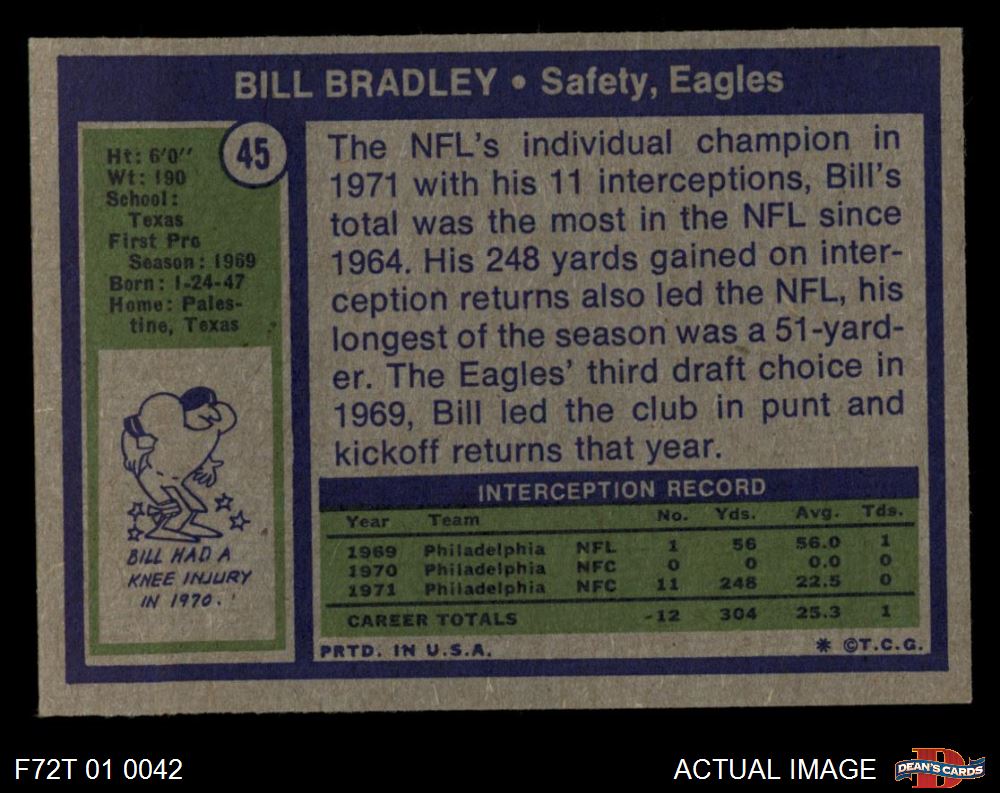 BILL BRADLEY • Safety, Eagles
45
Ht: 6'0''
Wt: 190
School:
Texas
First Pro
Season: 1969
Born: 1-24-47
Home: Pales-
tine, Texas
BILL HAD A
KNEE INJURY
IN 1970.
The NFL's individual champion in
1971 with his 11 interceptions, Bill's
total was the most in the NFL since
1964. His 248 yards gained on inter-
ception returns also led the NFL, his
longest of the season was a 51-yard-
er. The Eagles' third draft choice in
1969, Bill led the club in punt and
kickoff returns that year.
INTERCEPTION RECORD
Year Team No. Yds. Avg. Tds.
1969 Philadelphia NFL 1 56 56.0 1
1970 Philadelphia NFC 0 0 0.0 0
1971 Philadelphia NFC 11 248 22.5 0
CAREER TOTALS -12 304 25.3 1
PRTD. IN U.S.A. * ©T.C.G.
F72T 01 0042 ACTUAL IMAGE D DEAN'S CARDS